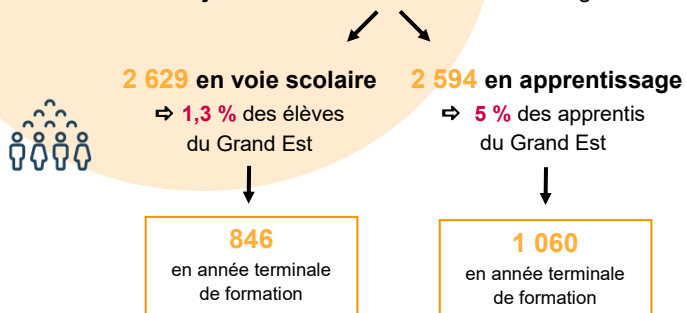 2 629 en voie scolaire
2 594 en apprentissage
⇨ 1,3 % des élèves
du Grand Est
⇨ 5 % des apprentis
du Grand Est
846
en année terminale
de formation
1 060
en année terminale
de formation